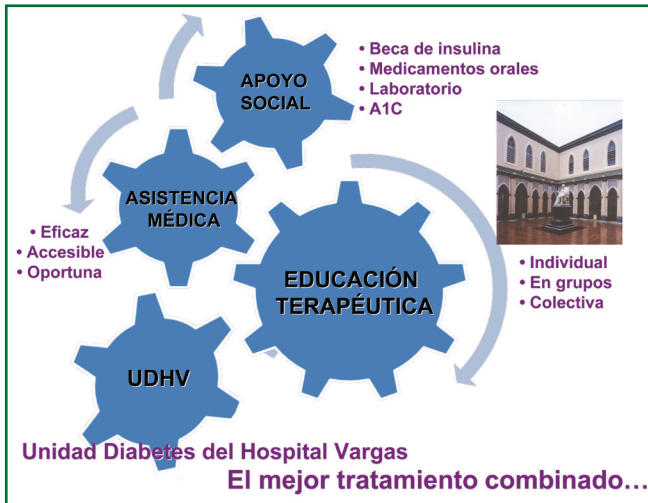 APOYO
SOCIAL
• Beca de insulina
• Medicamentos orales
• Laboratorio
• A1C
ASISTENCIA
MÉDICA
• Eficaz
• Accesible
• Oportuna
EDUCACIÓN
TERAPÉUTICA
• Individual
• En grupos
• Colectiva
UDHV
Unidad Diabetes del Hospital Vargas
El mejor tratamiento combinado...